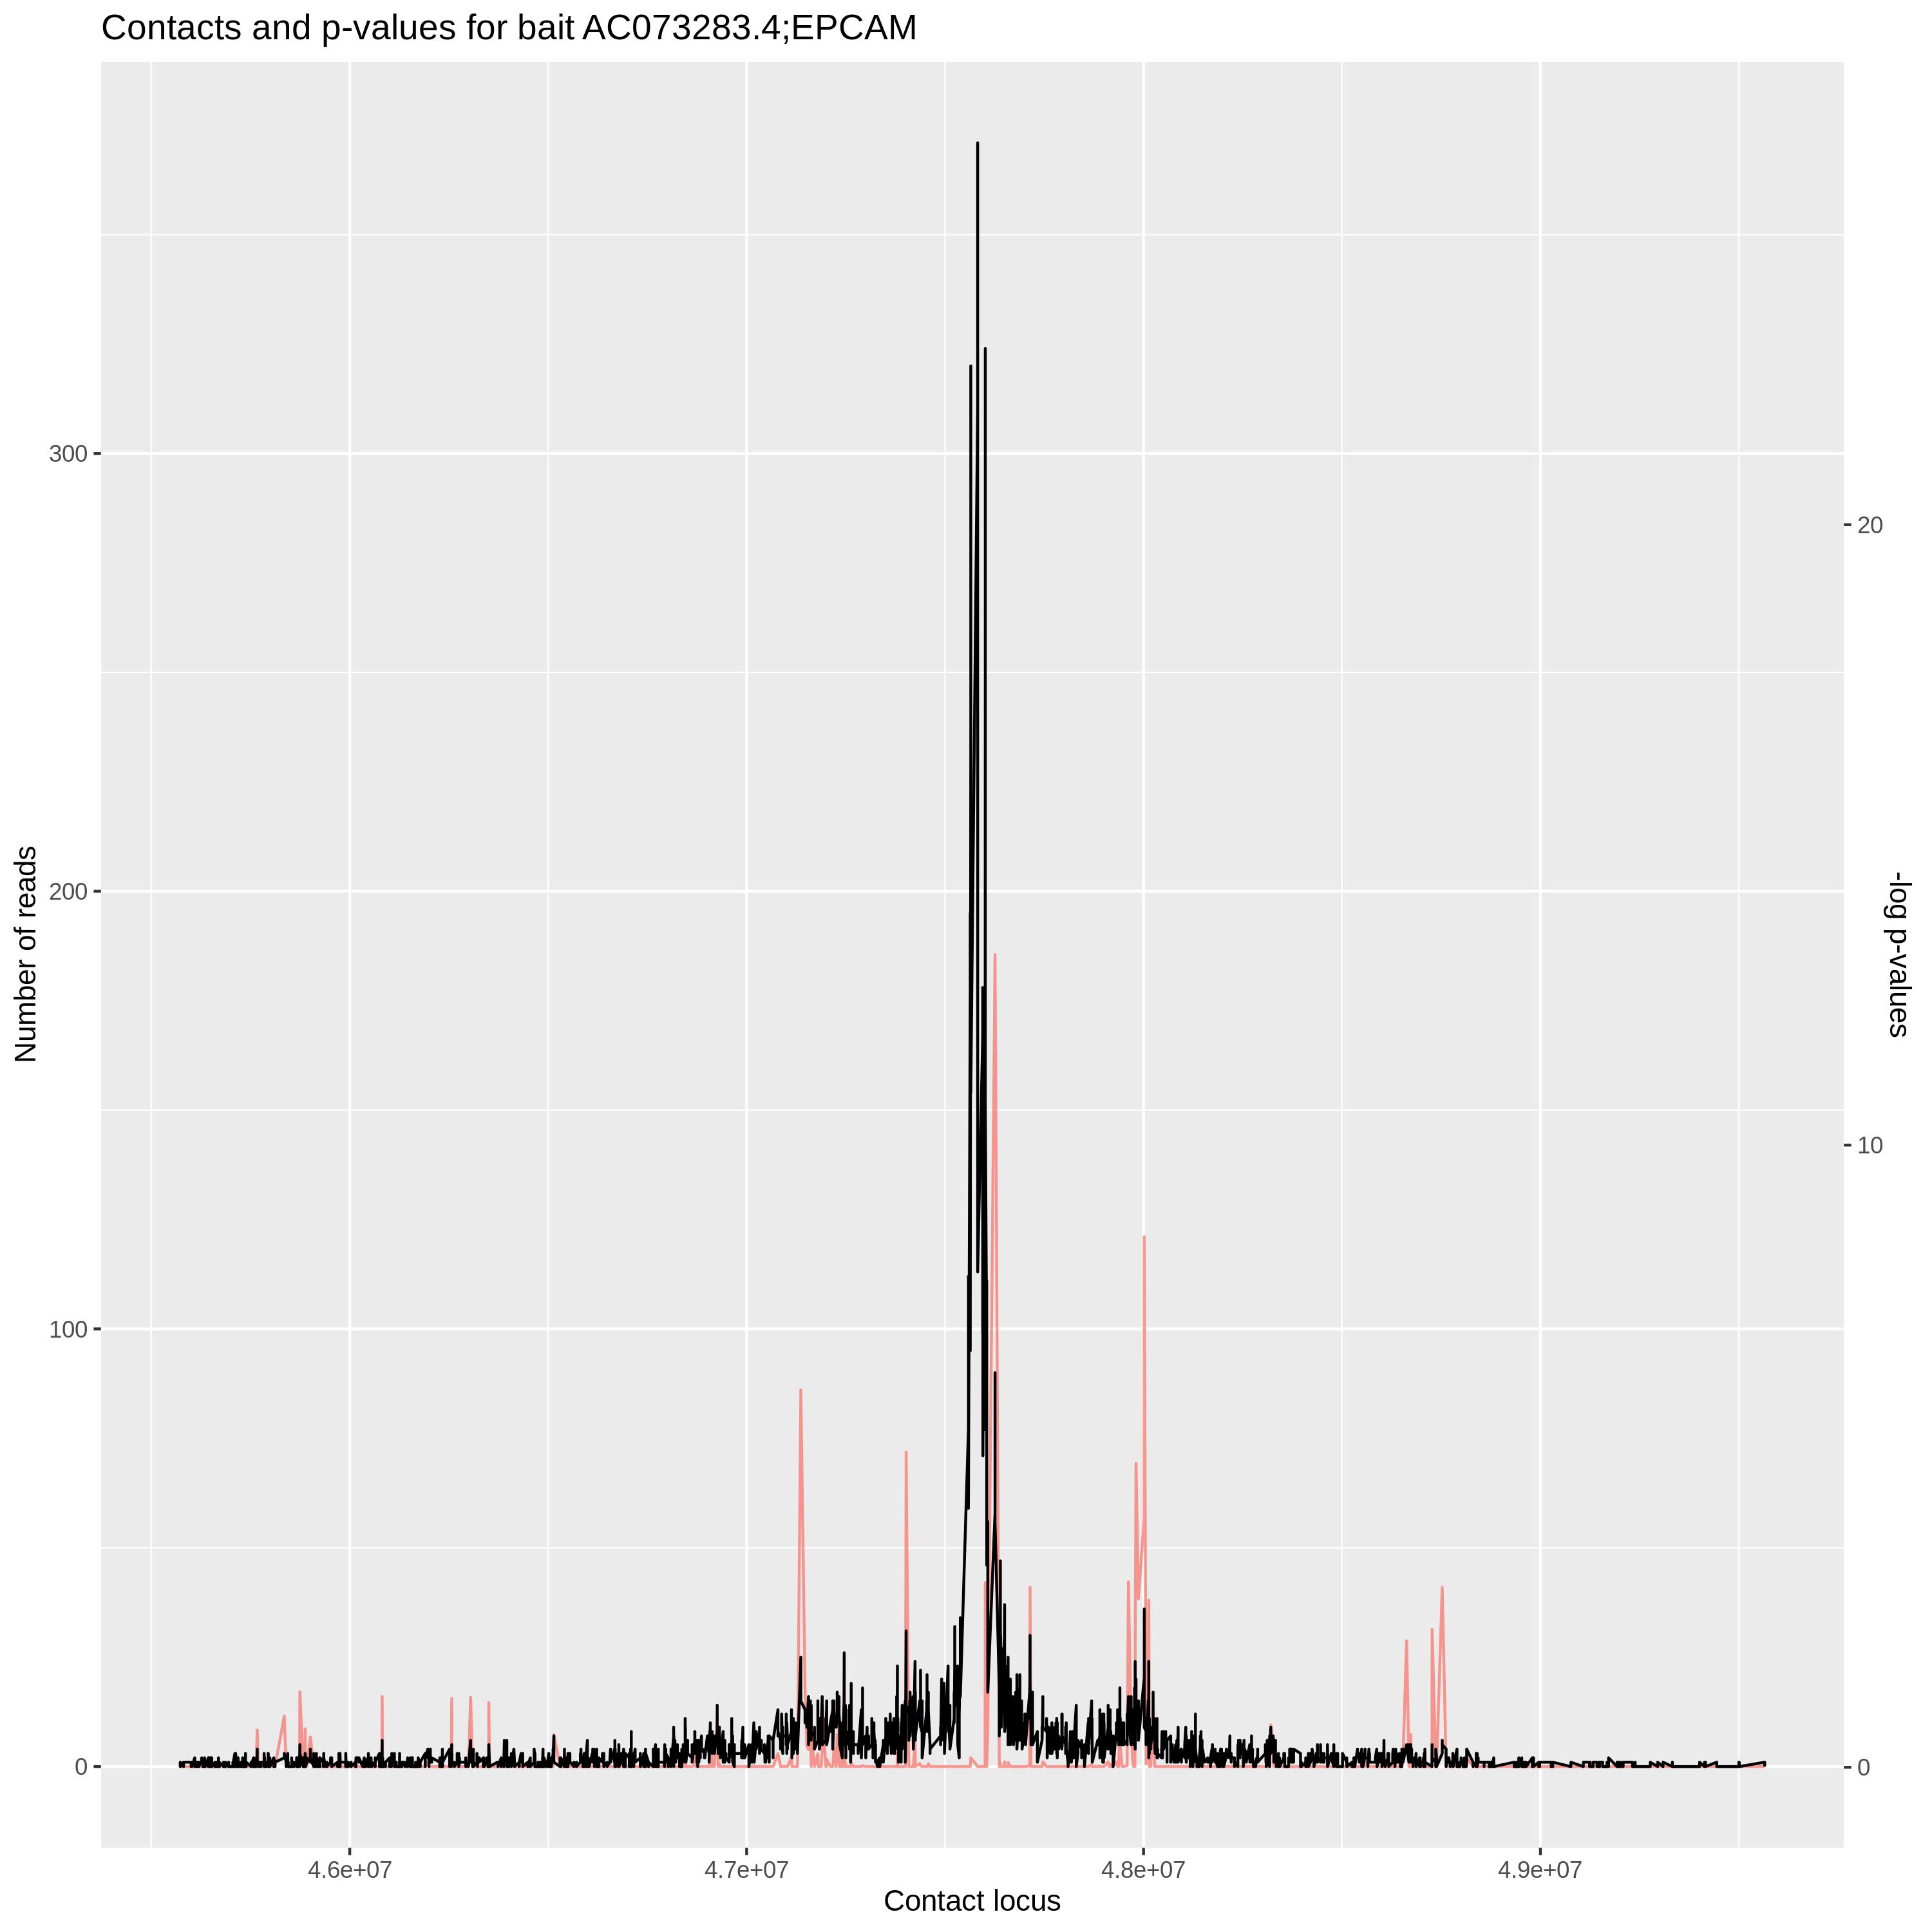 Contacts and p-values for bait AC073283.4;EPCAM
300
200
100
0
Number of reads
20
10
0
-log p-values
4.6e+07
4.7e+07
4.8e+07
4.9e+07
Contact locus